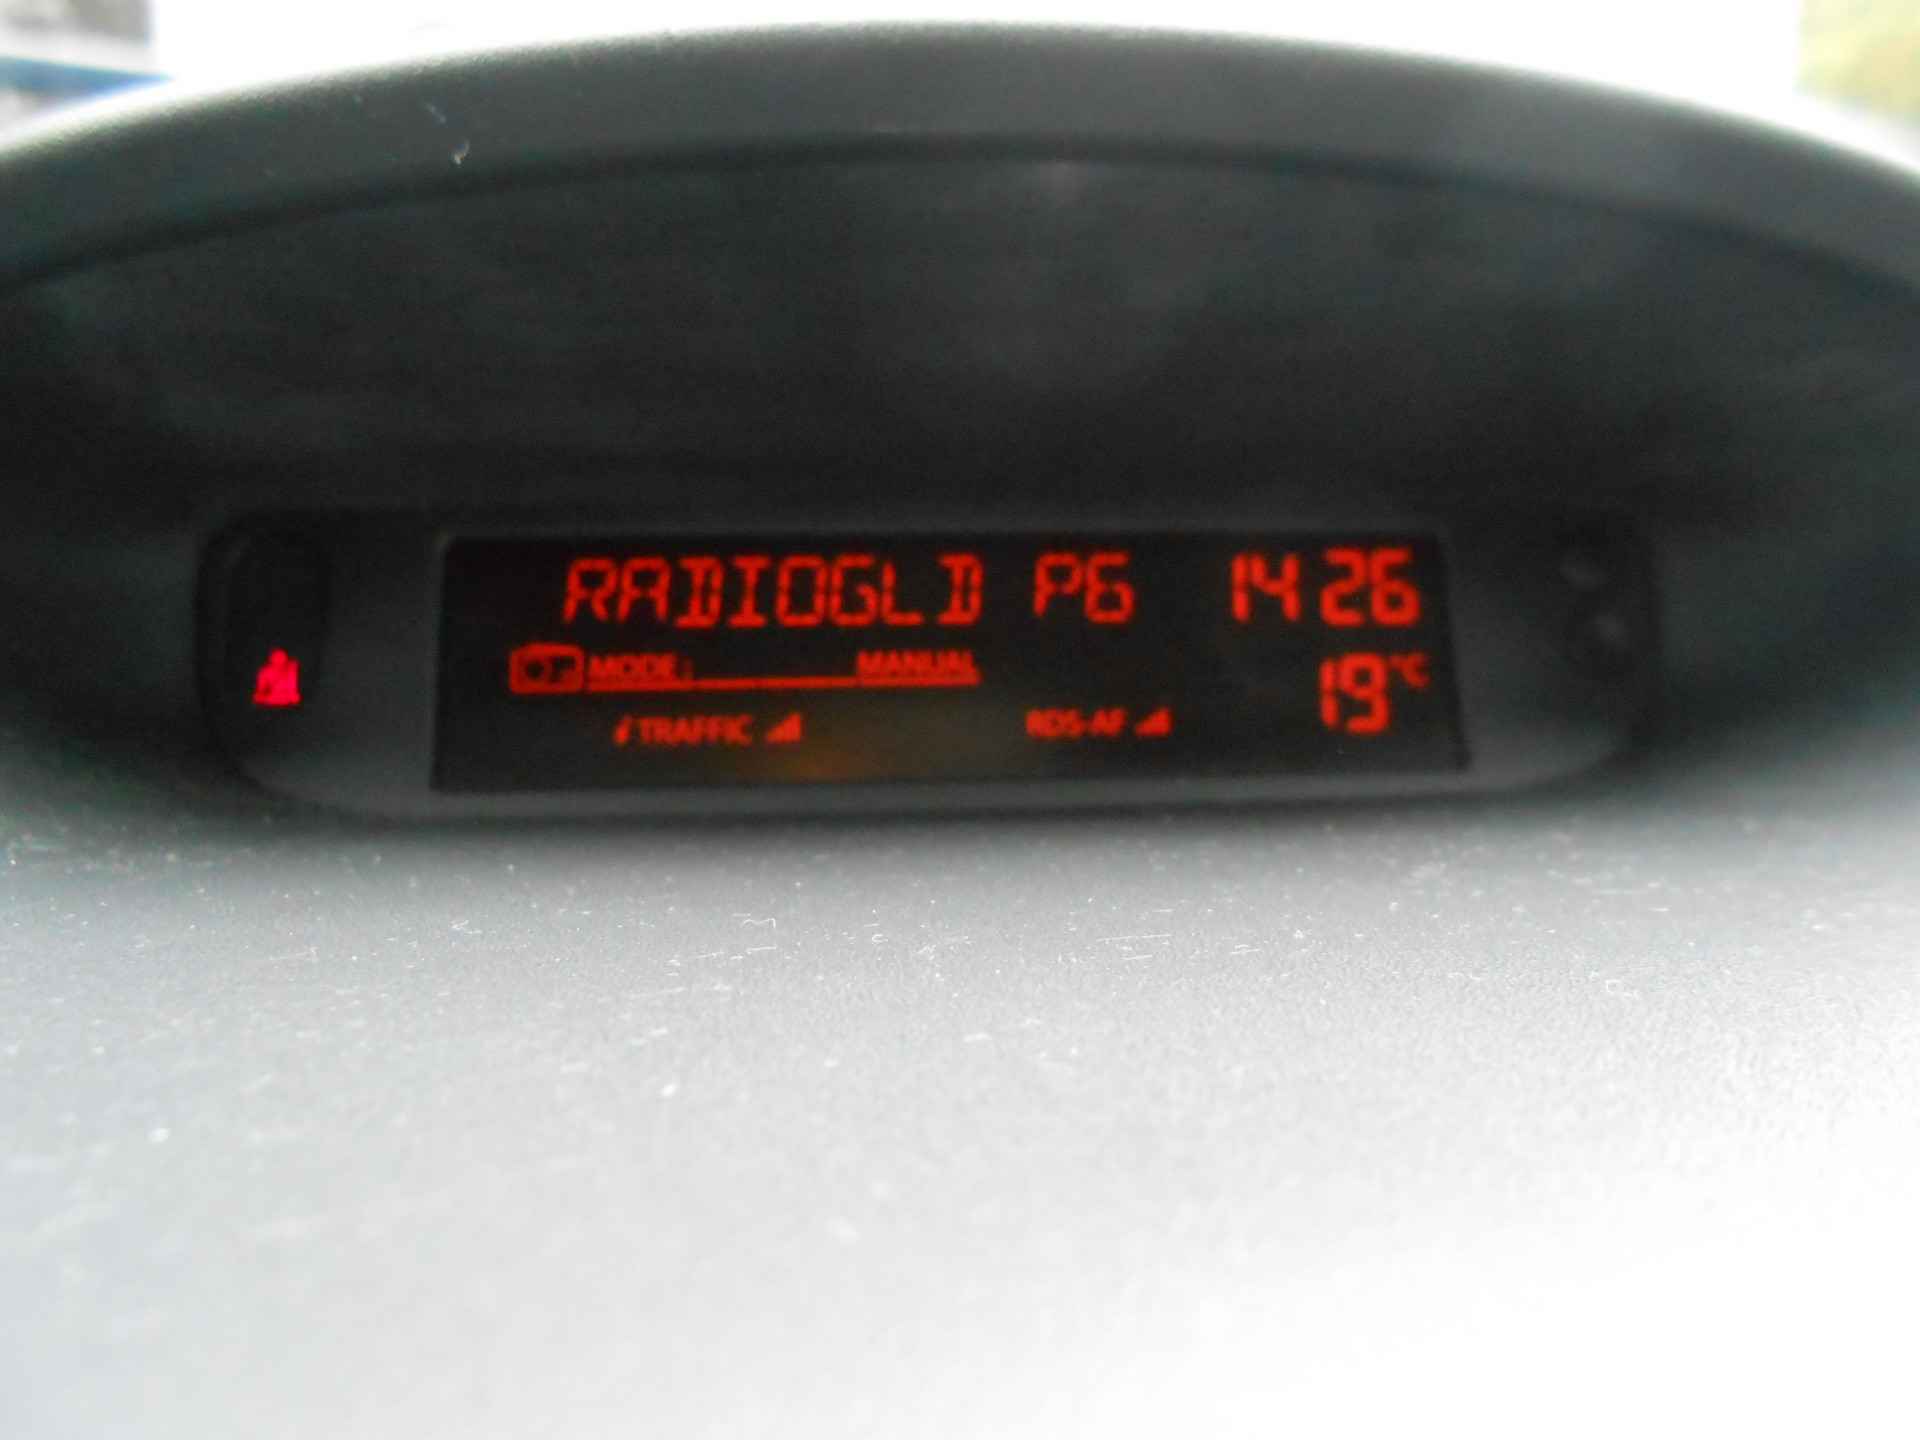 RADIOGLD P6 14 26
MODE: MANUAL
19°C
i TRAFFIC RDS-AF